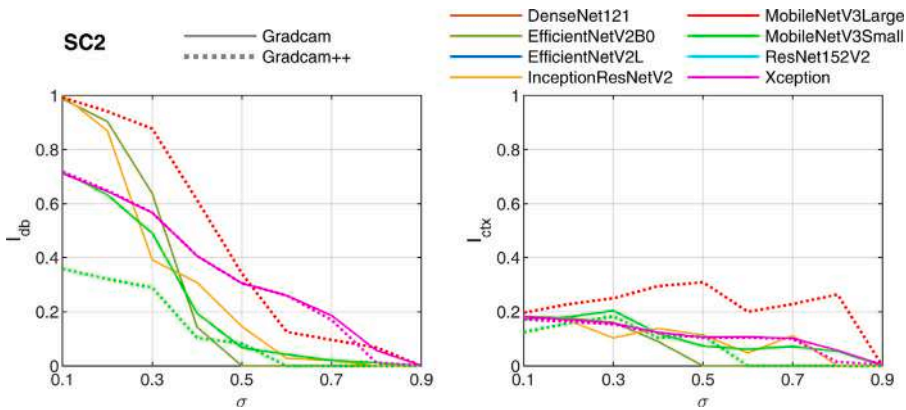 SC2
Gradcam
Gradcam++
DenseNet121
EfficientNetV2B0
EfficientNetV2L
InceptionResNetV2
MobileNetV3Large
MobileNetV3Small
ResNet152V2
Xception
1
0.8
0.6
0.4
0.2
0
I_db
0.1
0.3
0.5
0.7
0.9
σ
1
0.8
0.6
0.4
0.2
0
I_ctx
0.1
0.3
0.5
0.7
0.9
σ